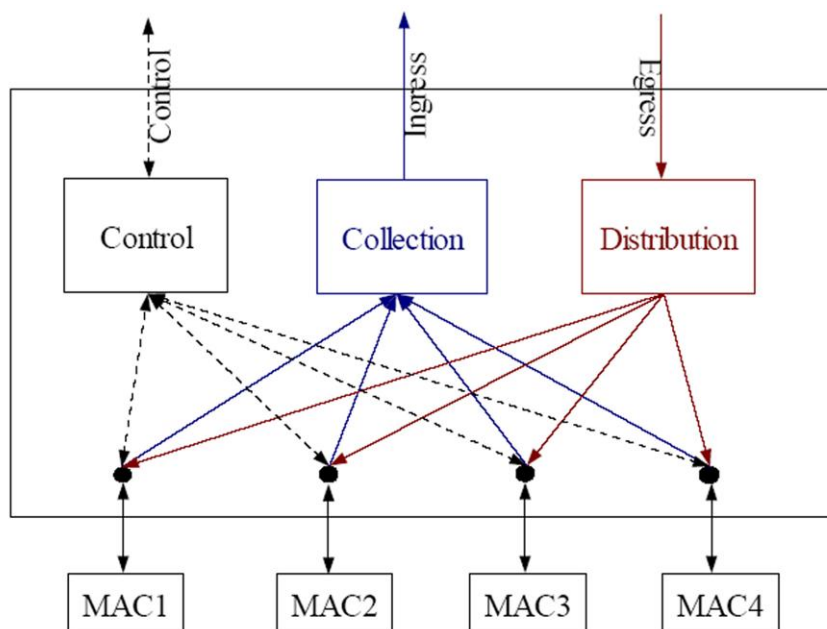 Control
Ingress
Egress
Control
Collection
Distribution
MAC1
MAC2
MAC3
MAC4